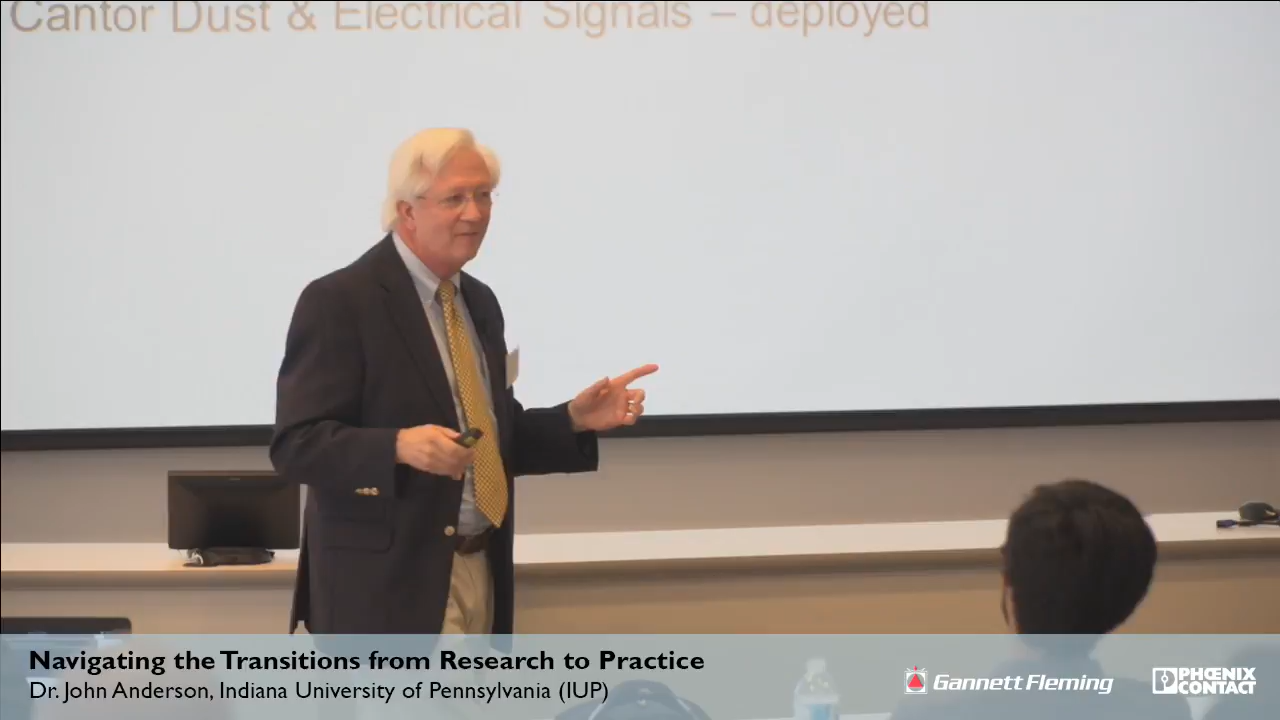 Cantor Dust & Electrical Signals – deployed
Navigating the Transitions from Research to Practice
Dr. John Anderson, Indiana University of Pennsylvania (IUP)
Gannett Fleming
PHŒNIX
CONTACT